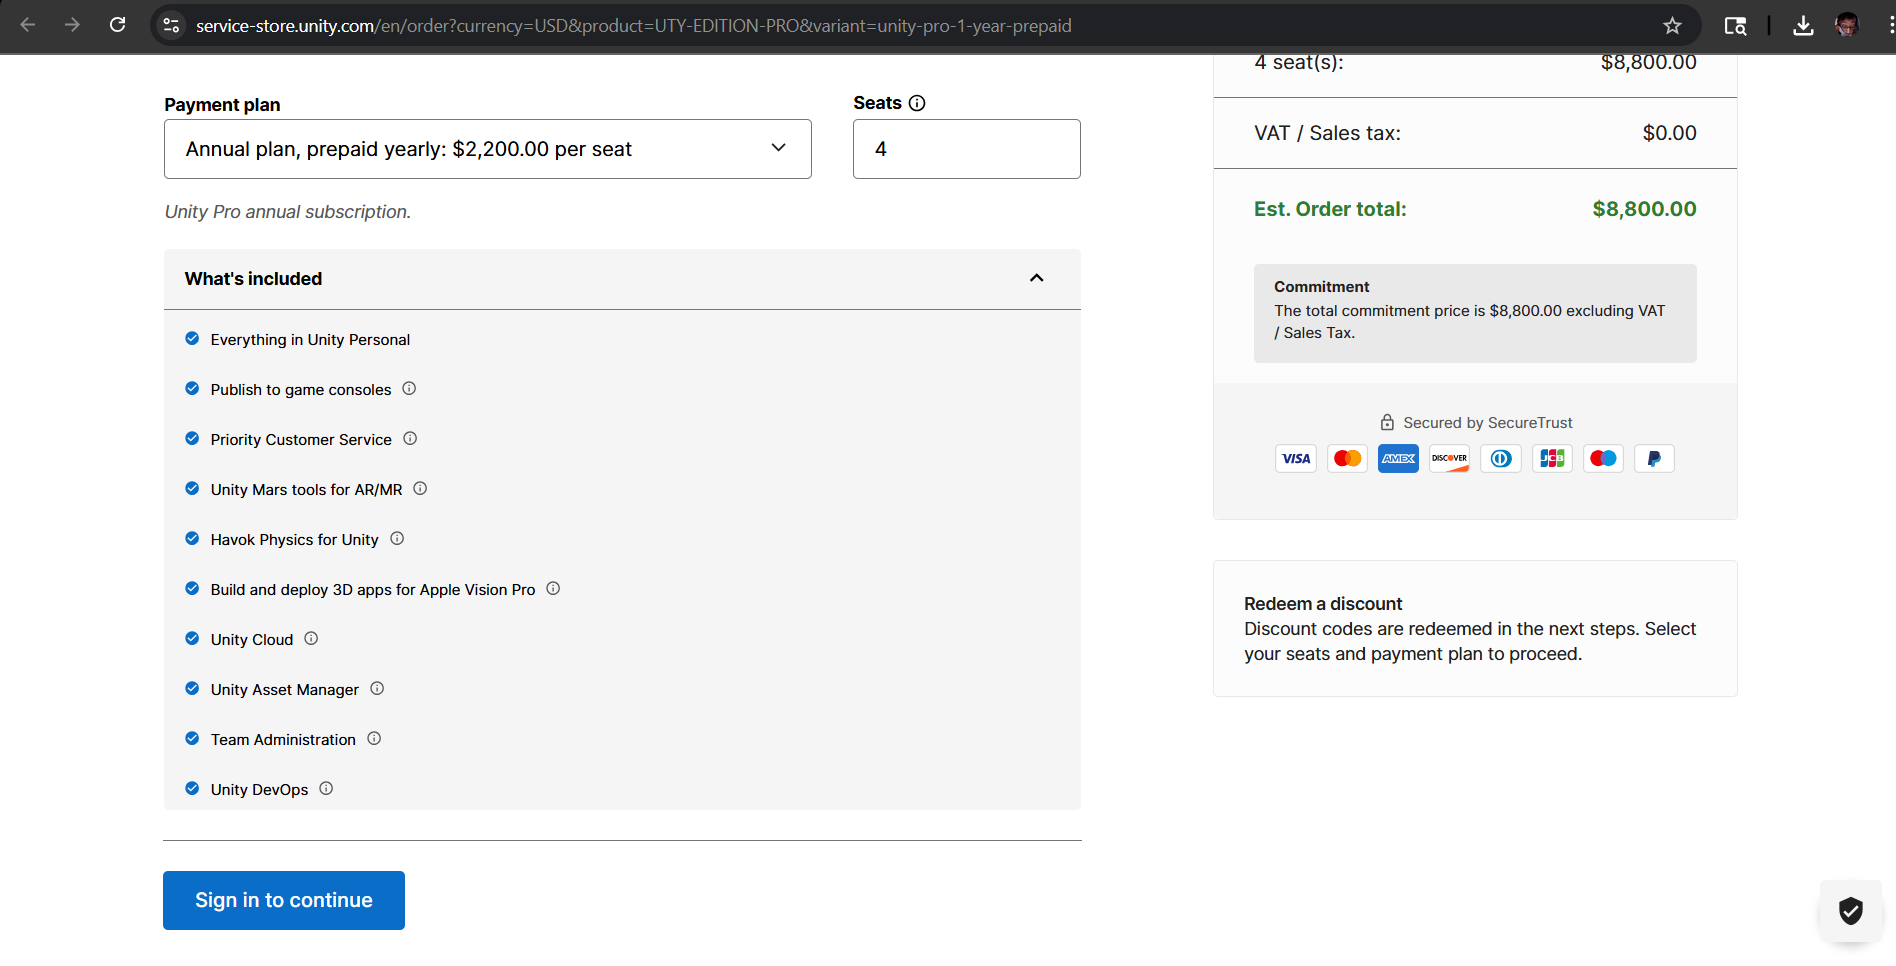 service-store.unity.com/en/order?currency=USD&product=UTY-EDITION-PRO&variant=unity-pro-1-year-prepaid
Payment plan
Annual plan, prepaid yearly: $2,200.00 per seat
Seats
4
Unity Pro annual subscription.
What's included
Everything in Unity Personal
Publish to game consoles
Priority Customer Service
Unity Mars tools for AR/MR
Havok Physics for Unity
Build and deploy 3D apps for Apple Vision Pro
Unity Cloud
Unity Asset Manager
Team Administration
Unity DevOps
Sign in to continue
4 seat(s): $8,800.00
VAT / Sales tax: $0.00
Est. Order total: $8,800.00
Commitment
The total commitment price is $8,800.00 excluding VAT
/ Sales Tax.
Secured by SecureTrust
VISA AMEX DISCOVER JCB
Redeem a discount
Discount codes are redeemed in the next steps. Select
your seats and payment plan to proceed.